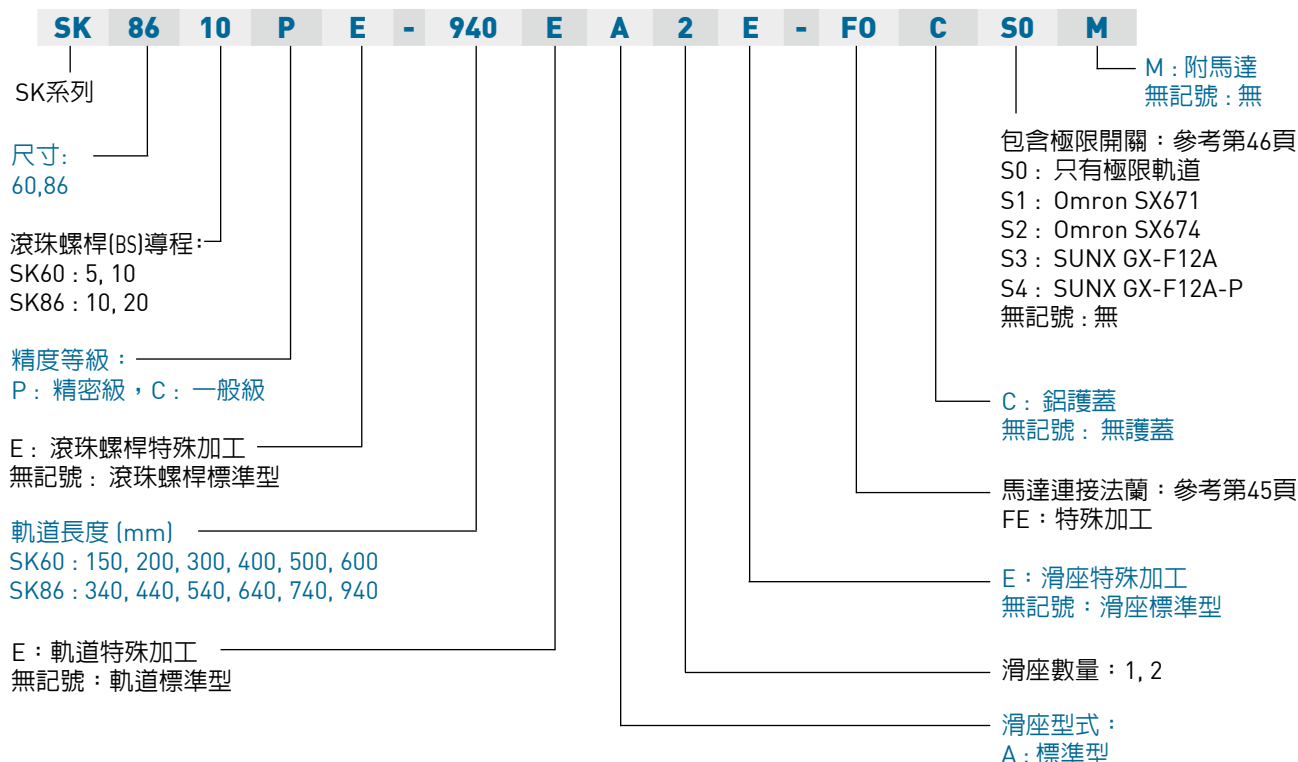 SK 86 10 P E - 940 E A 2 E - F0 C S0 M
SK系列
尺寸:
60,86
滾珠螺桿(BS)導程:
SK60 : 5, 10
SK86 : 10, 20
精度等級：
P : 精密級，C : 一般級
E : 滾珠螺桿特殊加工
無記號 : 滾珠螺桿標準型
軌道長度 (mm)
SK60 : 150, 200, 300, 400, 500, 600
SK86 : 340, 440, 540, 640, 740, 940
E：軌道特殊加工
無記號：軌道標準型
M : 附馬達
無記號 : 無
包含極限開關：參考第46頁
S0 : 只有極限軌道
S1 : Omron SX671
S2 : Omron SX674
S3 : SUNX GX-F12A
S4 : SUNX GX-F12A-P
無記號 : 無
C : 鋁護蓋
無記號 : 無護蓋
馬達連接法蘭：參考第45頁
FE：特殊加工
E：滑座特殊加工
無記號：滑座標準型
滑座數量：1, 2
滑座型式：
A : 標準型